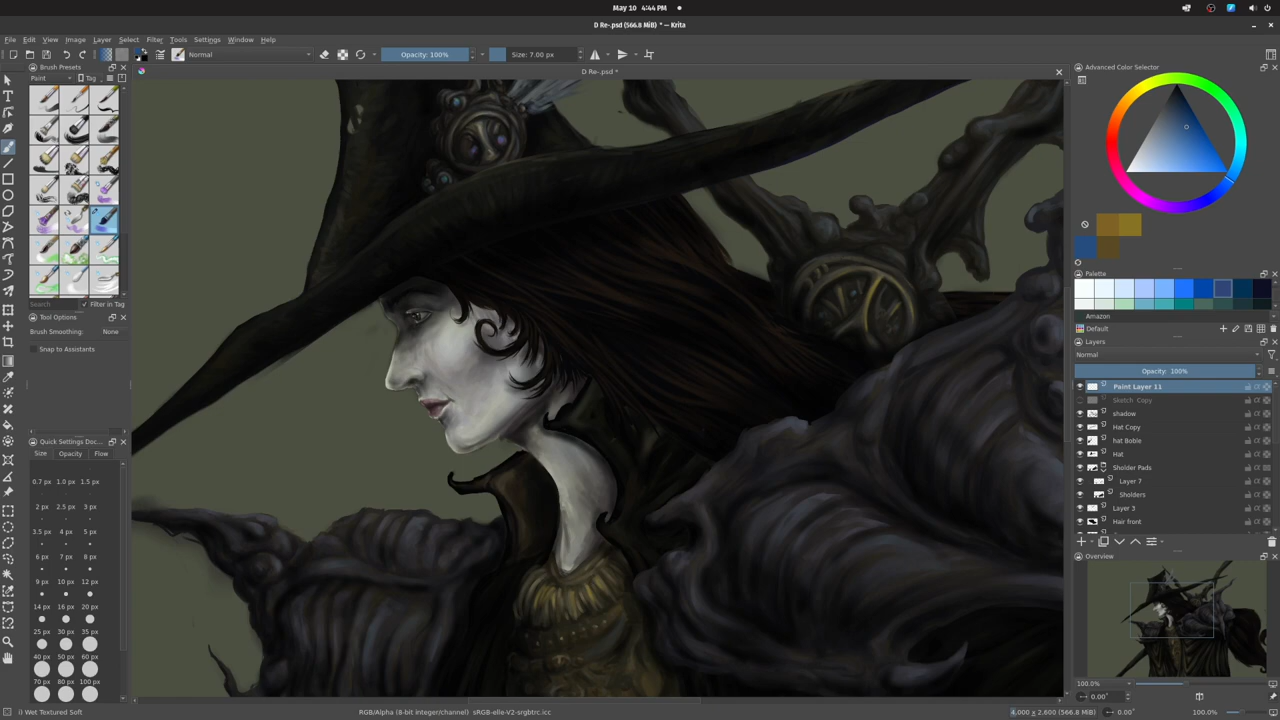 May 10 4:44 PM
D Re-.psd (566.8 MiB) * — Krita
File Edit View Image Layer Select Filter Tools Settings Window Help
Normal
Opacity: 100%
Size: 7.00 px
Brush Presets
D Re-.psd *
Advanced Color Selector
Paint
Tag
Search
Filter in Tag
Tool Options
Brush Smoothing: None
Snap to Assistants
Quick Settings Doc...
Size Opacity Flow
0.7 px 1.0 px 1.5 px
2 px 2.5 px 3 px
3.5 px 4 px 5 px
6 px 7 px 8 px
9 px 10 px 12 px
14 px 16 px 20 px
25 px 30 px 35 px
40 px 50 px 60 px
70 px 80 px 100 px
Palette
Amazon
Default
Layers
Normal
Opacity: 100%
Paint Layer 11
Sketch Copy
shadow
Hat Copy
hat Boble
Hat
Sholder Pads
Layer 7
Sholders
Layer 3
Hair front
Overview
100.0%
0.00°
I) Wet Textured Soft
RGB/Alpha (8-bit integer/channel) sRGB-elle-V2-srgbtrc.icc
4,000 x 2,600 (566.8 MiB)
0.00°
100.0%